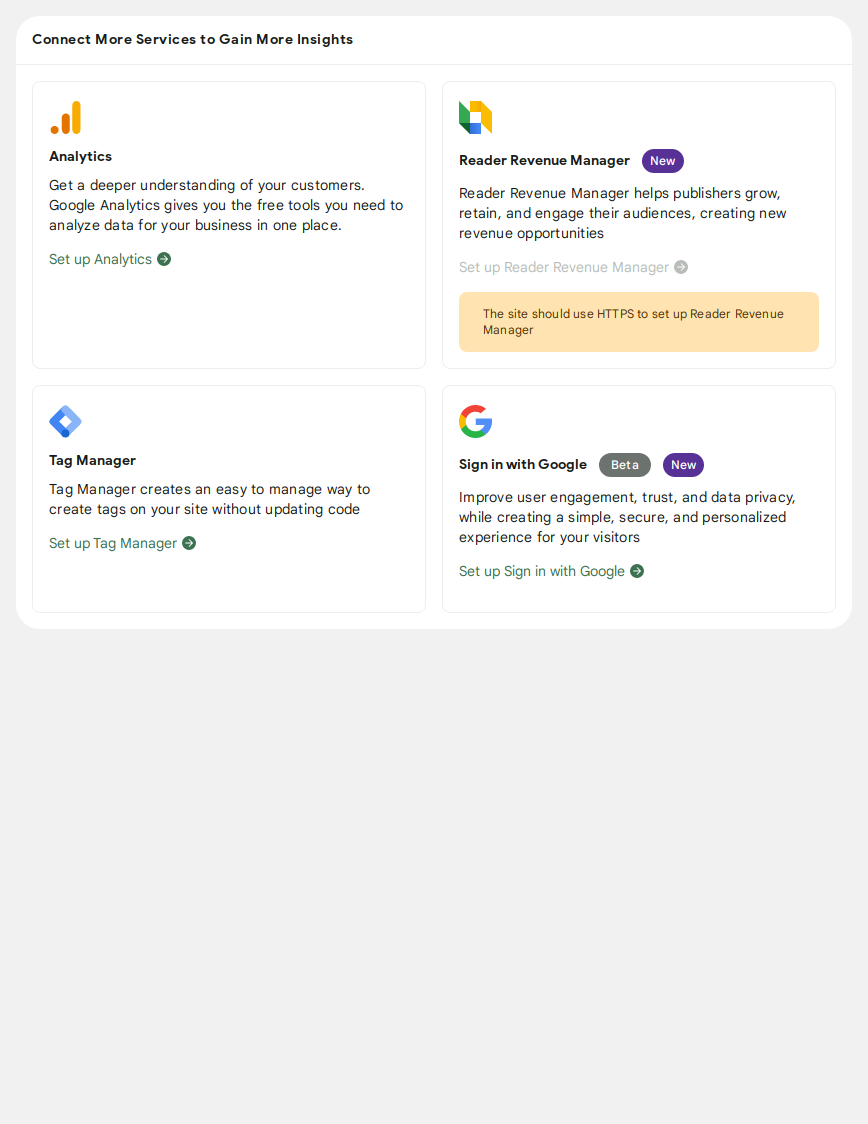 Connect More Services to Gain More Insights
Analytics
Get a deeper understanding of your customers.
Google Analytics gives you the free tools you need to
analyze data for your business in one place.
Set up Analytics
Reader Revenue Manager New
Reader Revenue Manager helps publishers grow,
retain, and engage their audiences, creating new
revenue opportunities
Set up Reader Revenue Manager
The site should use HTTPS to set up Reader Revenue
Manager
Tag Manager
Tag Manager creates an easy to manage way to
create tags on your site without updating code
Set up Tag Manager
Sign in with Google Beta New
Improve user engagement, trust, and data privacy,
while creating a simple, secure, and personalized
experience for your visitors
Set up Sign in with Google